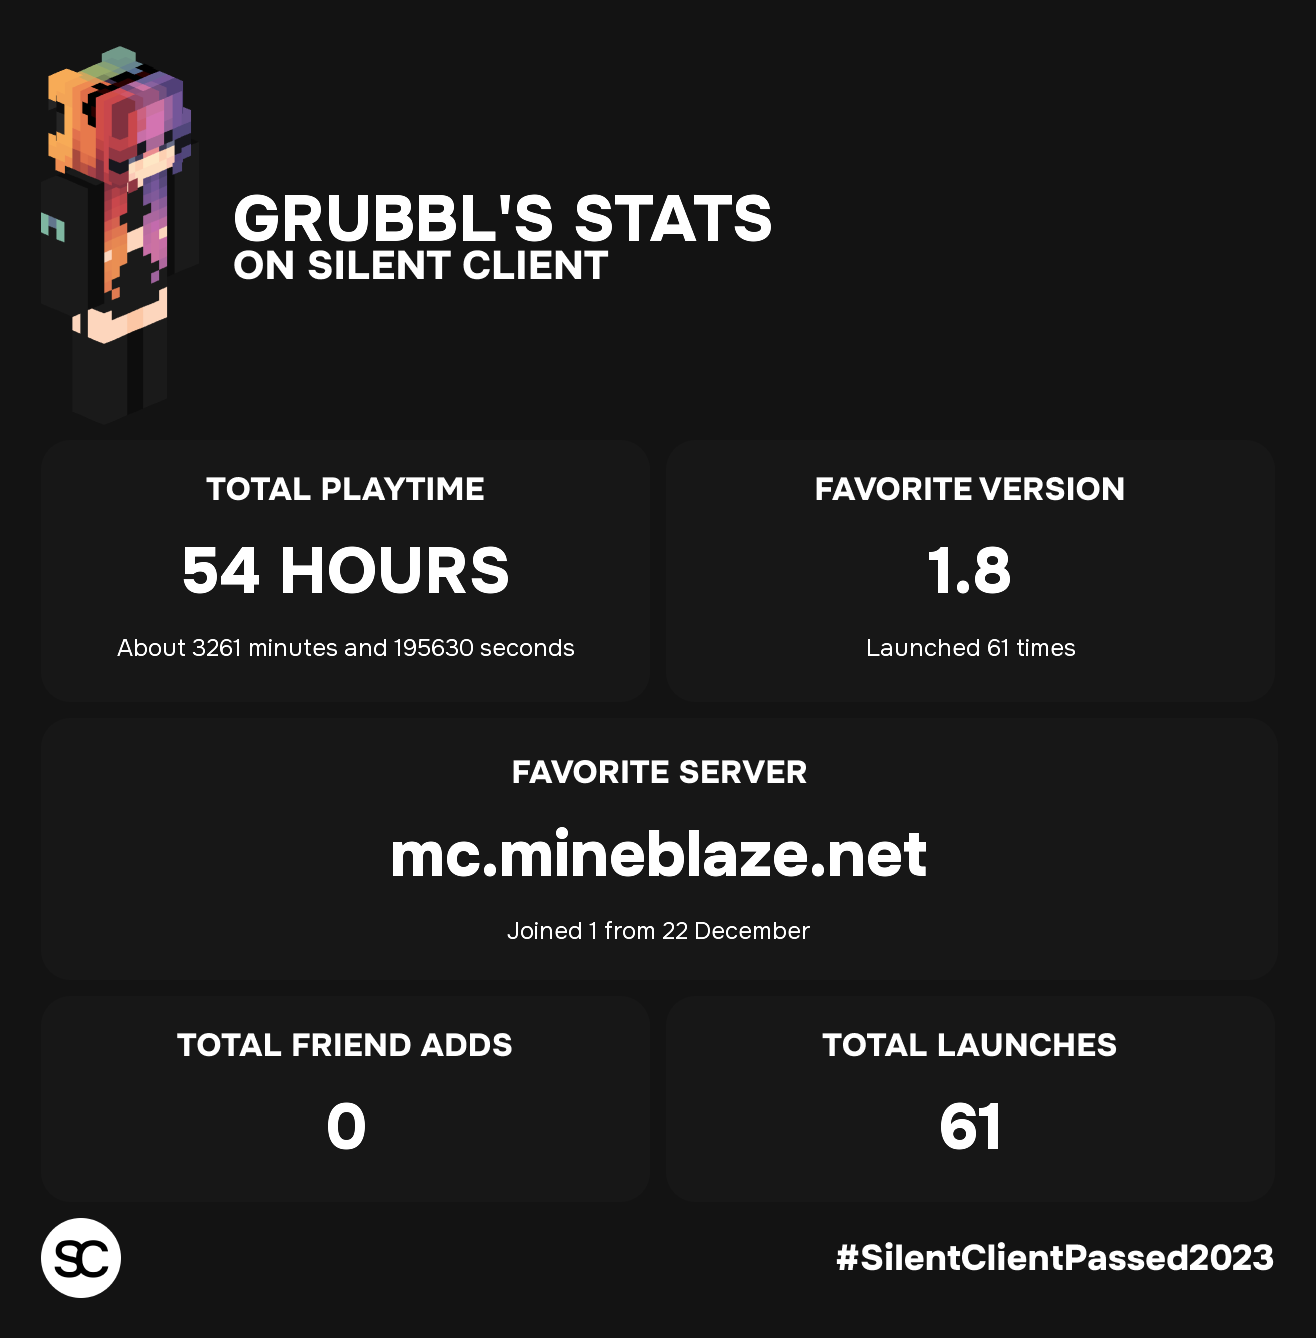 GRUBBL'S STATS
ON SILENT CLIENT
TOTAL PLAYTIME
54 HOURS
About 3261 minutes and 195630 seconds
FAVORITE VERSION
1.8
Launched 61 times
FAVORITE SERVER
mc.mineblaze.net
Joined 1 from 22 December
TOTAL FRIEND ADDS
0
TOTAL LAUNCHES
61
SC
#SilentClientPassed2023